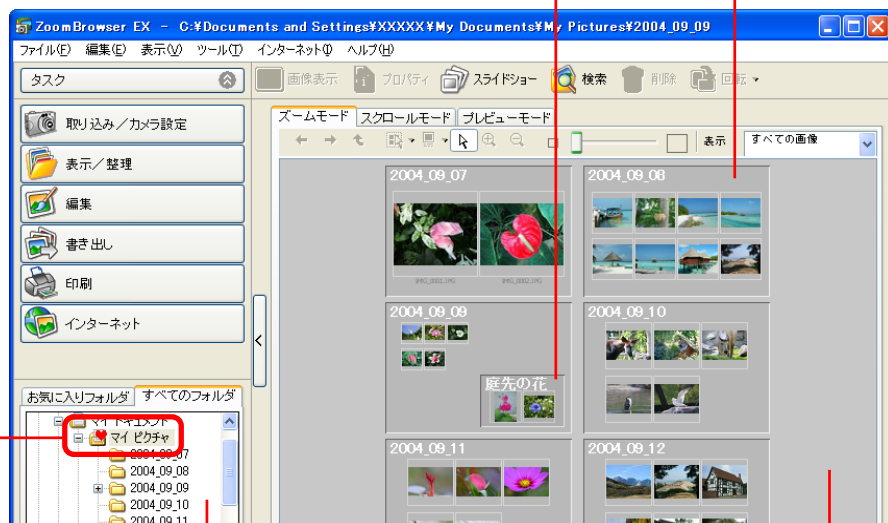 ZoomBrowser EX - C:¥Documents and Settings¥XXXXX¥My Documents¥My Pictures¥2004_09_09
ファイル(F) 編集(E) 表示(V) ツール(T) インターネット(I) ヘルプ(H)
タスク
画像表示 プロパティ スライドショー 検索 削除 回転
取り込み／カメラ設定
表示／整理
編集
書き出し
印刷
インターネット
ズームモード スクロールモード プレビューモード
表示 すべての画像
2004_09_07 2004_09_08
IMG_0001.JPG IMG_0002.JPG
2004_09_09 2004_09_10
庭先の花
2004_09_11 2004_09_12
お気に入りフォルダ すべてのフォルダ
マイ ドキュメント
マイ ピクチャ
2004_09_07
2004_09_08
2004_09_09
2004_09_10
2004_09_11